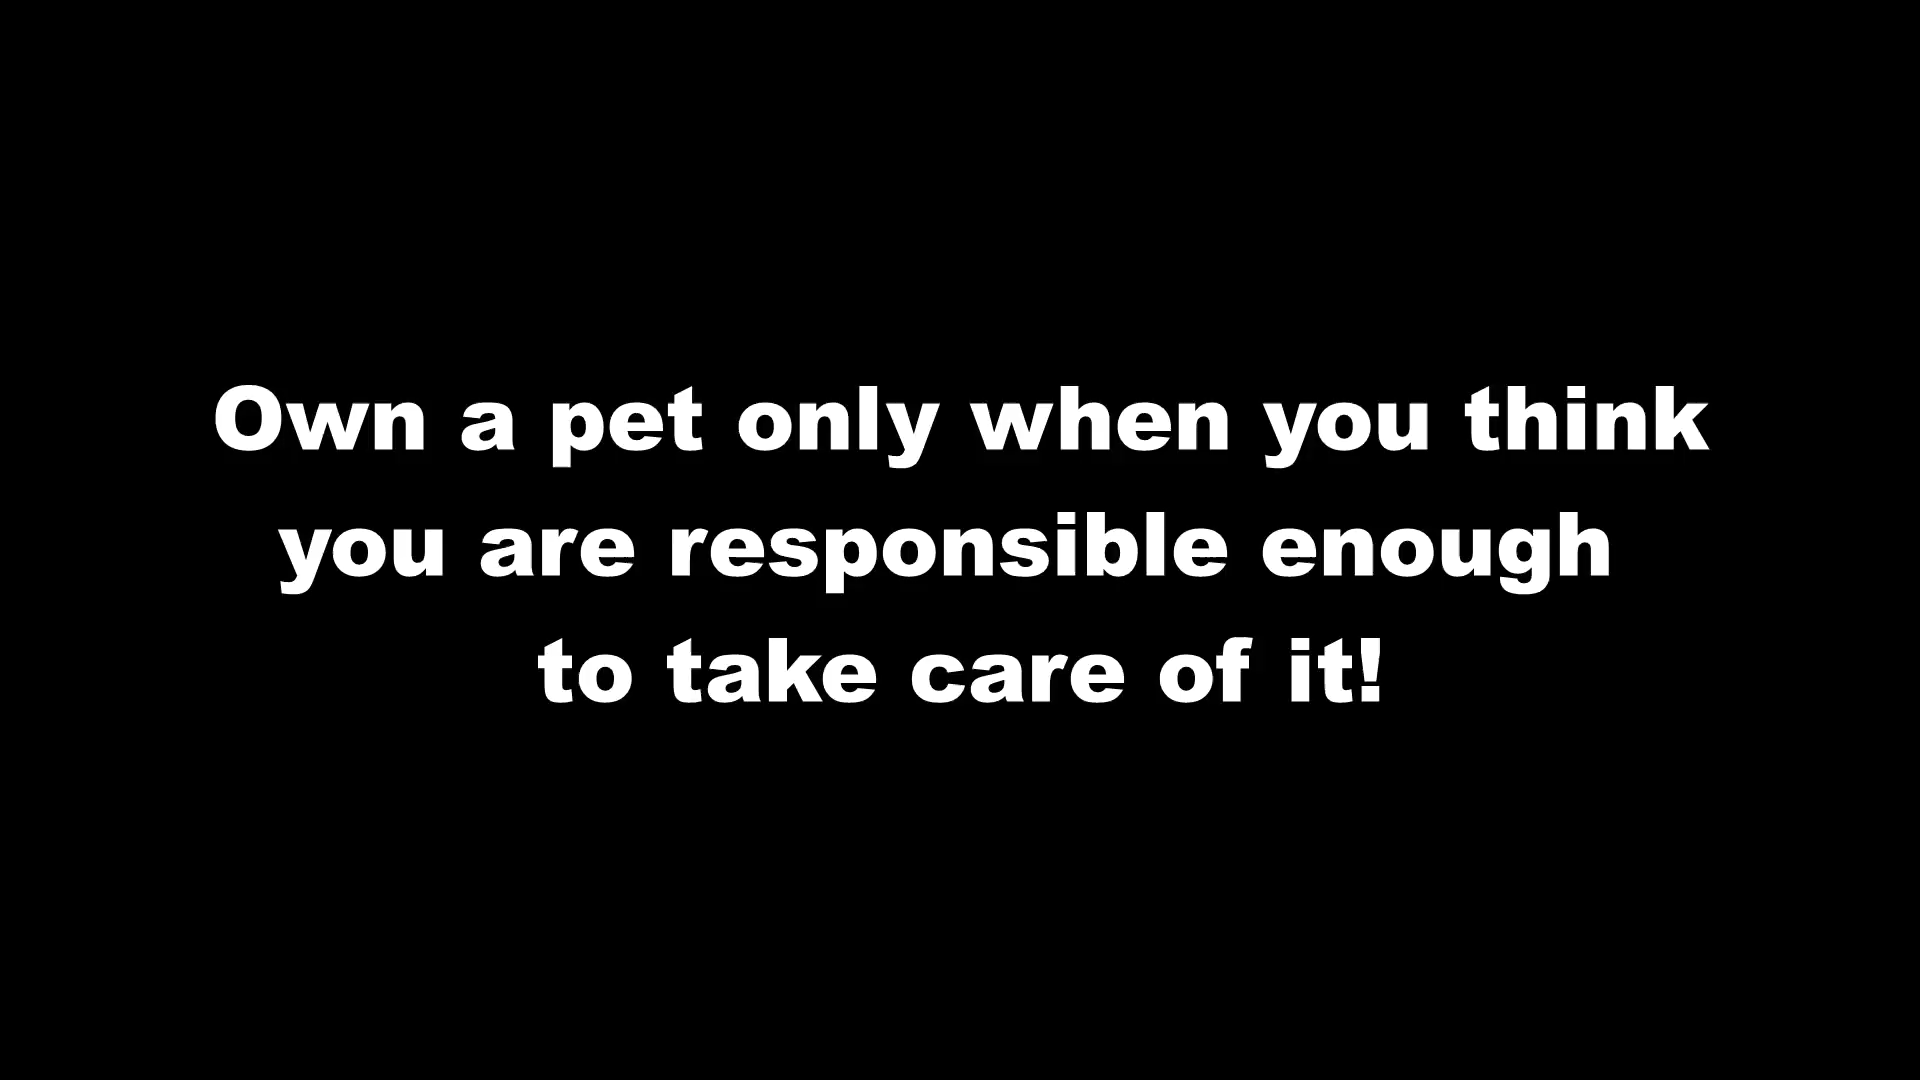 Own a pet only when you think
you are responsible enough
to take care of it!